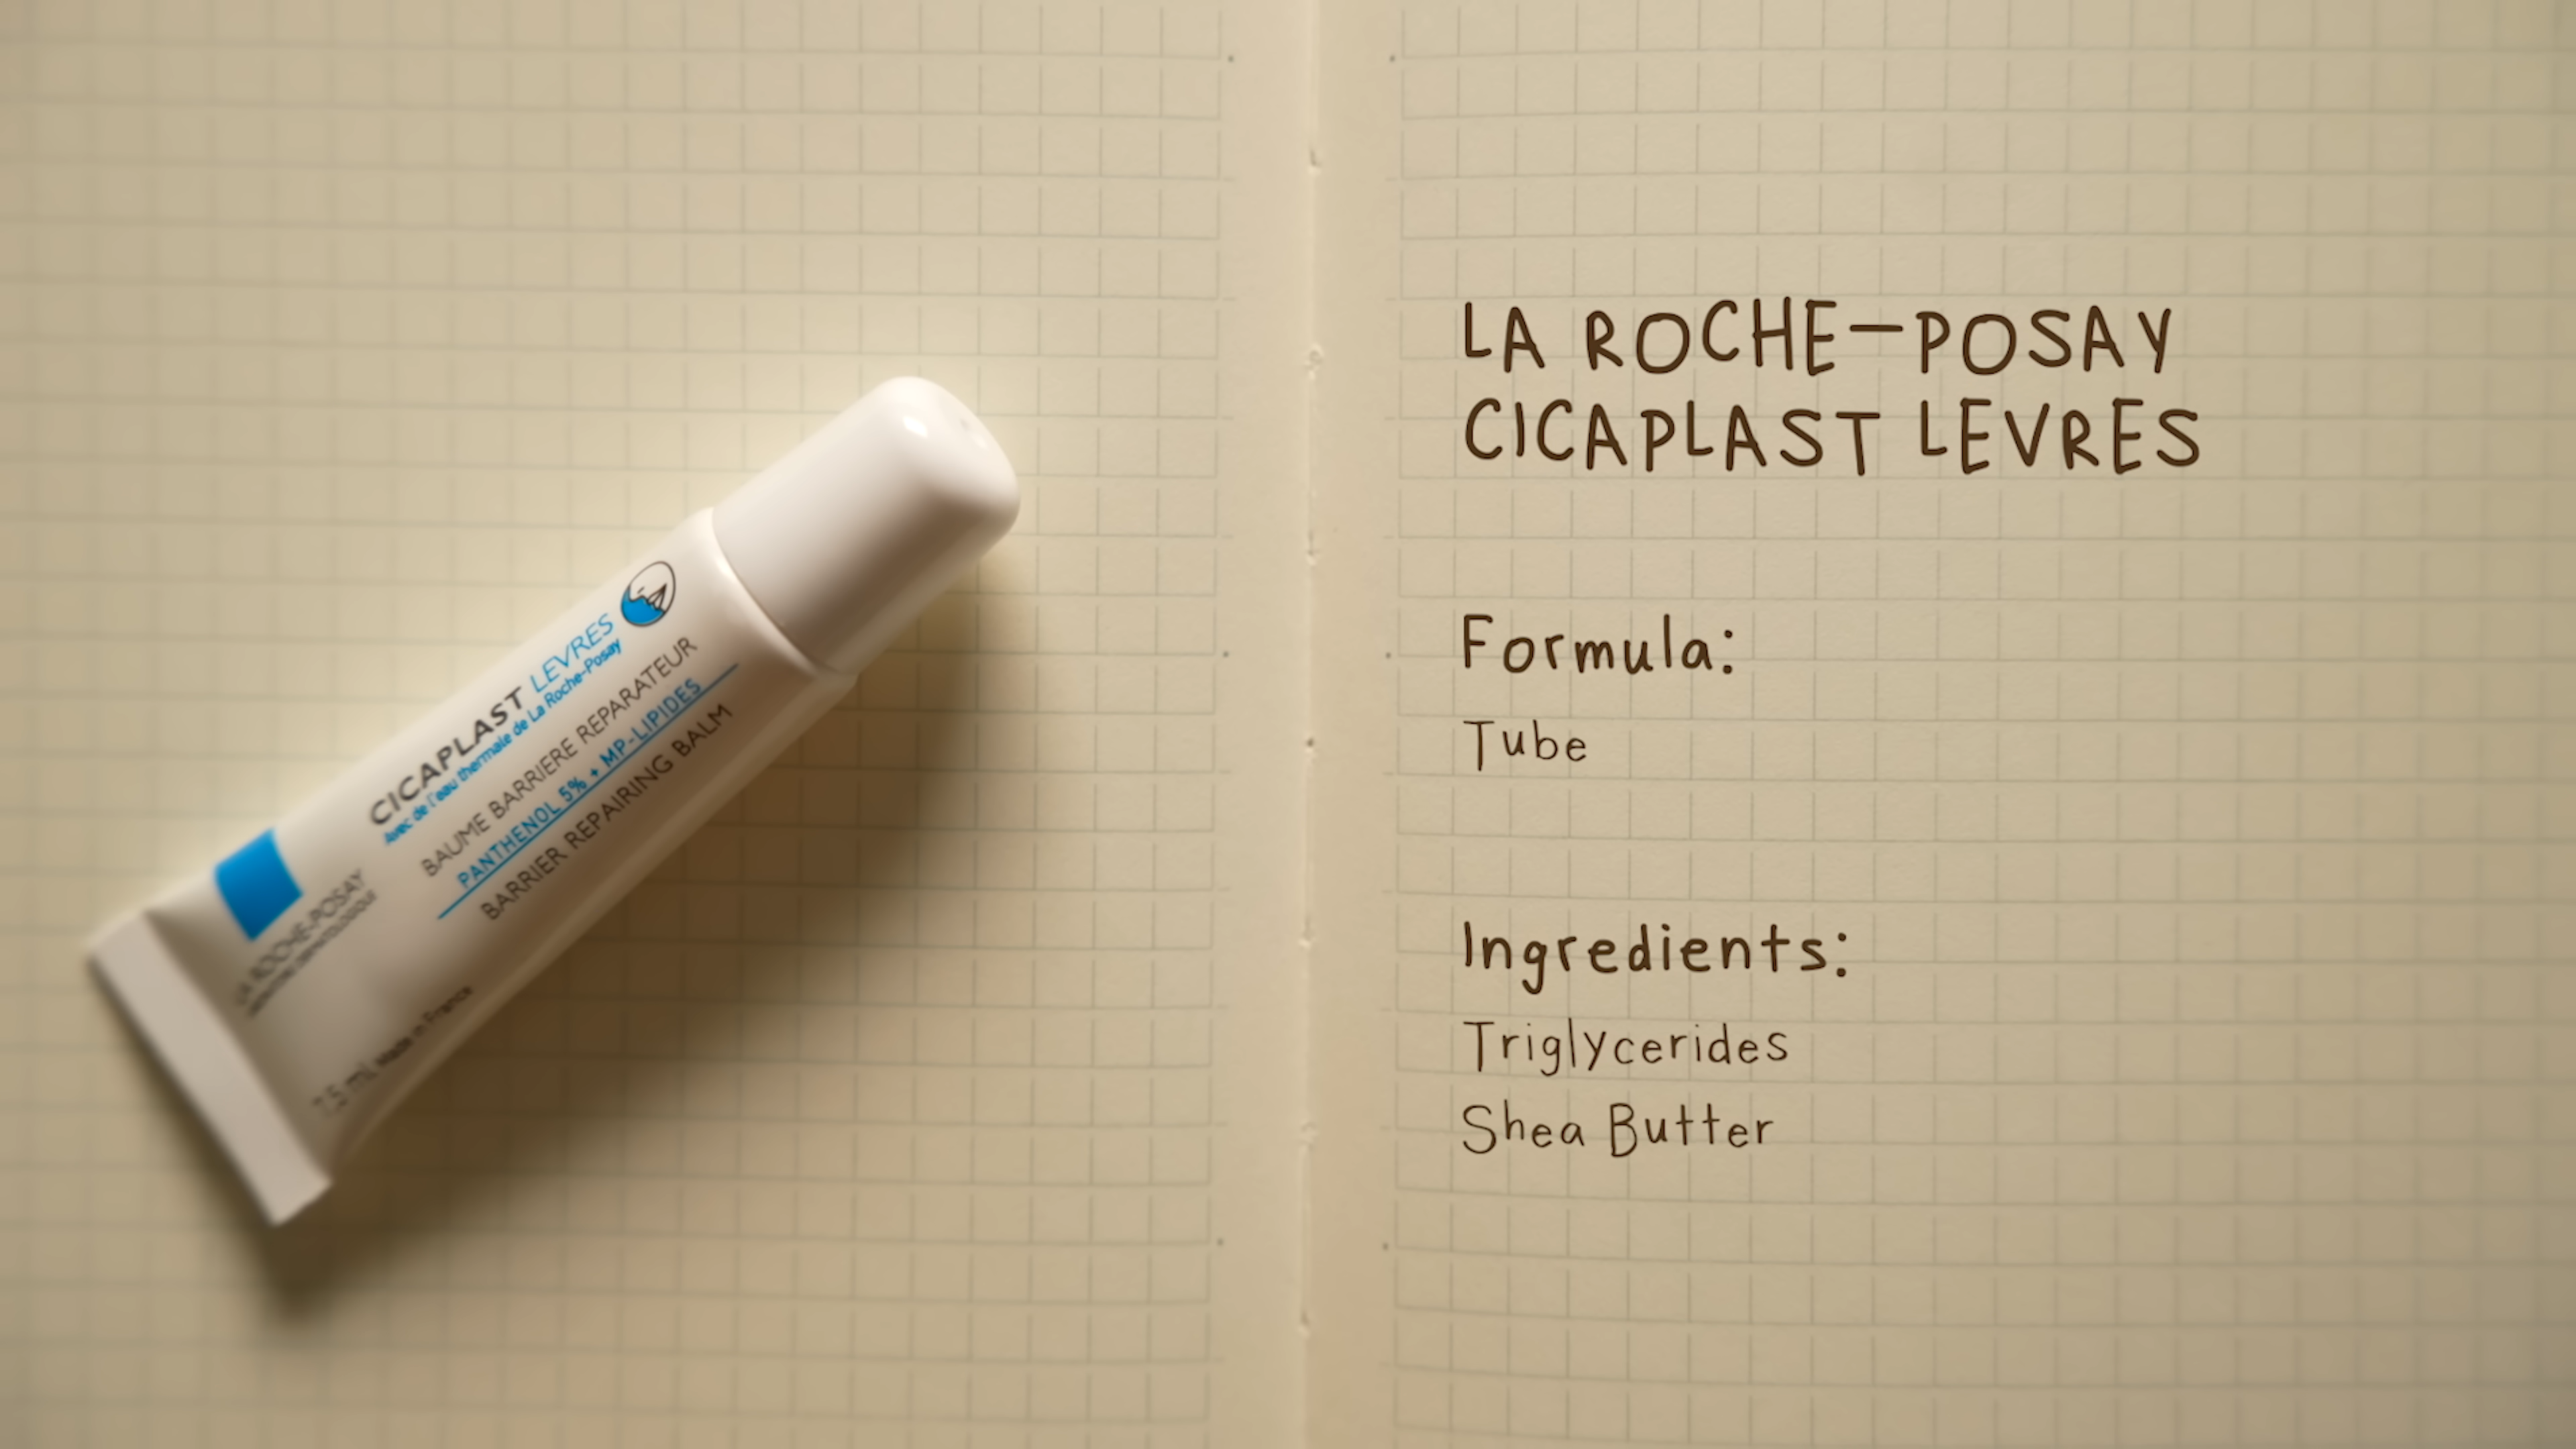 CICAPLAST LEVRES
Avec de l'eau thermale de La Roche-Posay
BAUME BARRIERE REPARATEUR
PANTHENOL 5% + MP-LIPIDES
BARRIER REPAIRING BALM
LA ROCHE-POSAY
LABORATOIRE DERMATOLOGIQUE
7.5 ml Made in France
LA ROCHE-POSAY
CICAPLAST LEVRES
Formula:
Tube
Ingredients:
Triglycerides
Shea Butter